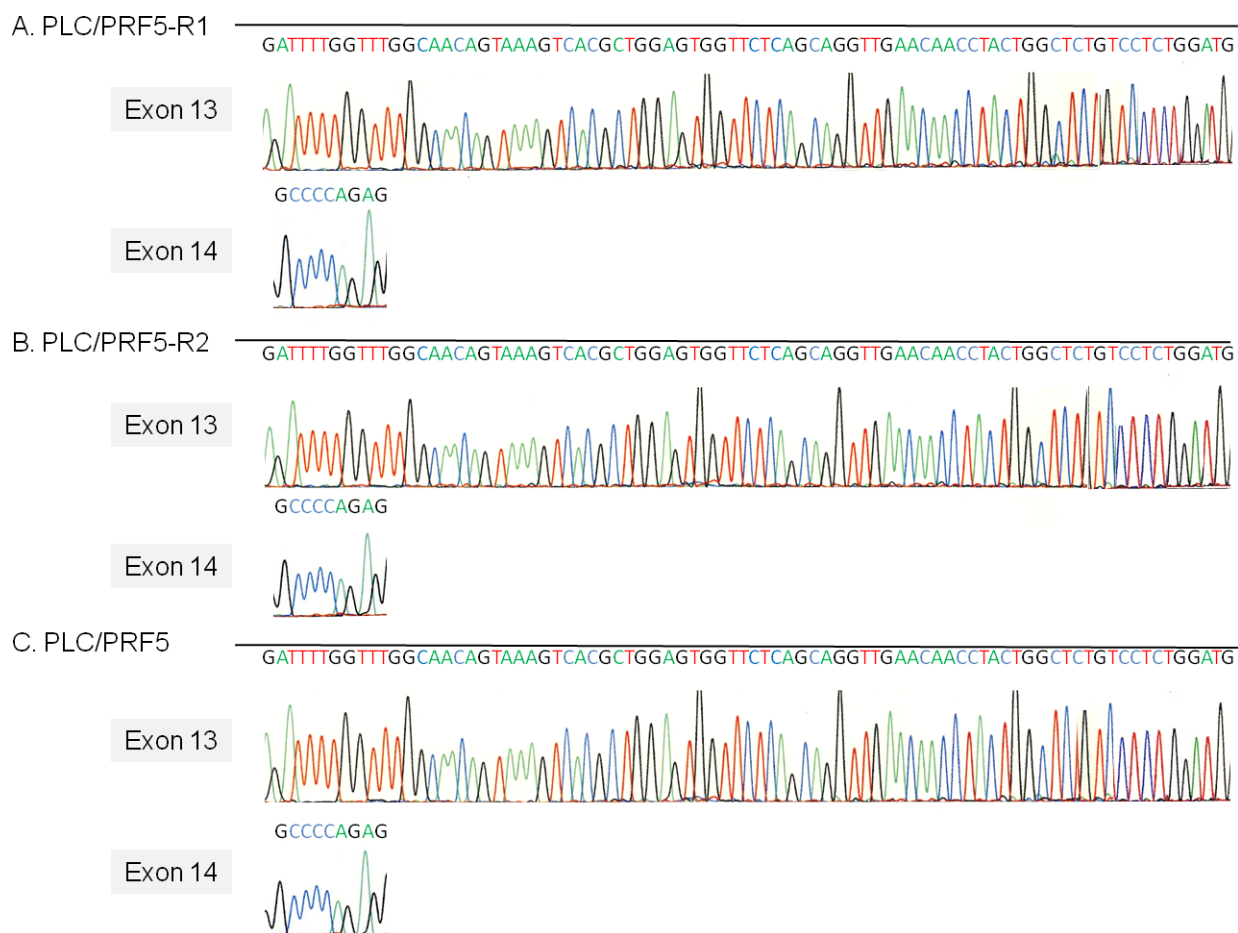 A. PLC/PRF5-R1
GATTTTGGTTTGGCAACAGTAAAGTCACGCTGGAGTGGTTCTCAGCAGGTTGAACAACCTACTGGCTCTGTCCTCTGGATG
Exon 13
GCCCCAGAG
Exon 14
B. PLC/PRF5-R2
GATTTTGGTTTGGCAACAGTAAAGTCACGCTGGAGTGGTTCTCAGCAGGTTGAACAACCTACTGGCTCTGTCCTCTGGATG
Exon 13
GCCCCAGAG
Exon 14
C. PLC/PRF5
GATTTTGGTTTGGCAACAGTAAAGTCACGCTGGAGTGGTTCTCAGCAGGTTGAACAACCTACTGGCTCTGTCCTCTGGATG
Exon 13
GCCCCAGAG
Exon 14